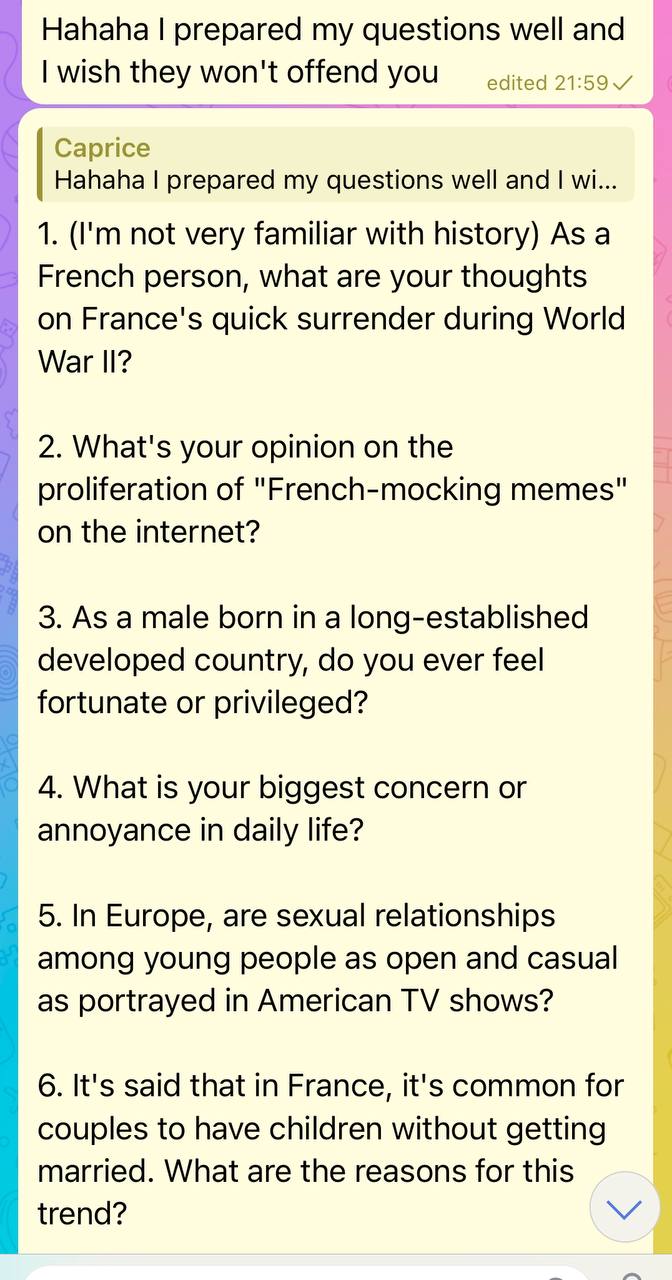 Hahaha I prepared my questions well and
I wish they won't offend you
edited 21:59
Caprice
Hahaha I prepared my questions well and I wi...
1. (I'm not very familiar with history) As a
French person, what are your thoughts
on France's quick surrender during World
War II?
2. What's your opinion on the
proliferation of "French-mocking memes"
on the internet?
3. As a male born in a long-established
developed country, do you ever feel
fortunate or privileged?
4. What is your biggest concern or
annoyance in daily life?
5. In Europe, are sexual relationships
among young people as open and casual
as portrayed in American TV shows?
6. It's said that in France, it's common for
couples to have children without getting
married. What are the reasons for this
trend?